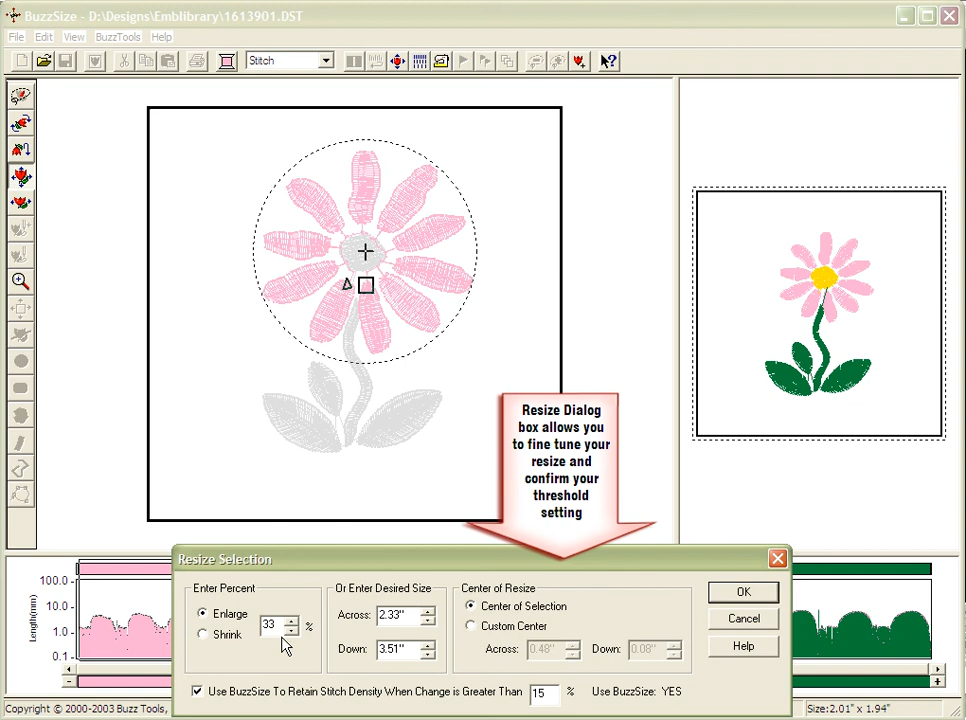 BuzzSize - D:\Designs\Emblibrary\1613901.DST
File Edit View BuzzTools Help
Stitch
Resize Dialog
box allows you
to fine tune your
resize and
confirm your
threshold
setting
Resize Selection
Enter Percent
Enlarge
33 %
Shrink
Or Enter Desired Size
Across: 2.33"
Down: 3.51"
Center of Resize
Center of Selection
Custom Center
Across: 0.48" Down: 0.08"
OK
Cancel
Help
Use BuzzSize To Retain Stitch Density When Change is Greater Than 15 % Use BuzzSize: YES
Length(mm)
100.0
10.0
1.0
0.1
Copyright © 2000-2003 Buzz Tools,
Size:2.01" x 1.94"